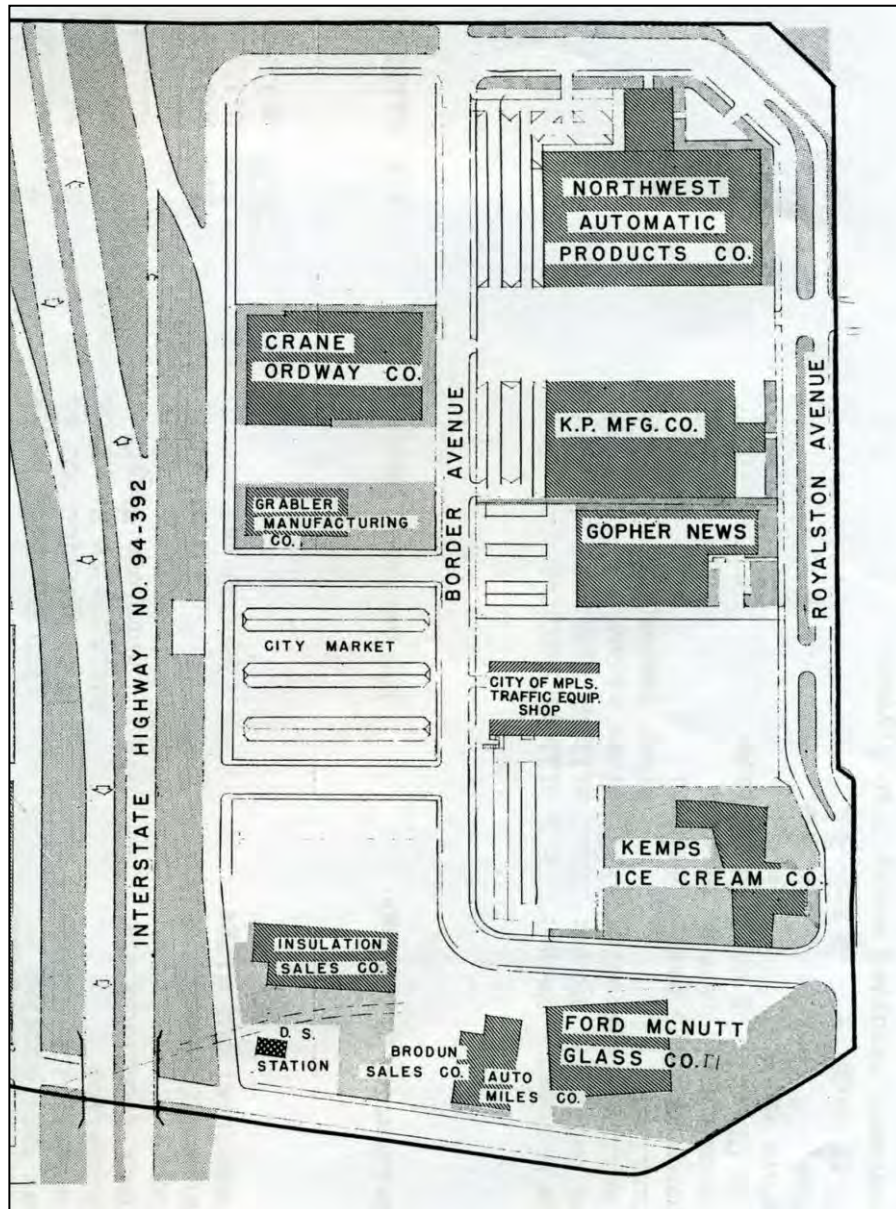 NORTHWEST
AUTOMATIC
PRODUCTS CO.
CRANE
ORDWAY CO.
K.P. MFG. CO.
GRABLER
MANUFACTURING
CO.
GOPHER NEWS
BORDER AVENUE
ROYALSTON AVENUE
INTERSTATE HIGHWAY NO. 94-392
CITY MARKET
CITY OF MPLS.
TRAFFIC EQUIP.
SHOP
KEMPS
ICE CREAM CO.
INSULATION
SALES CO.
D. S.
STATION
BRODUN
SALES CO.
AUTO
MILES CO.
FORD MCNUTT
GLASS CO.